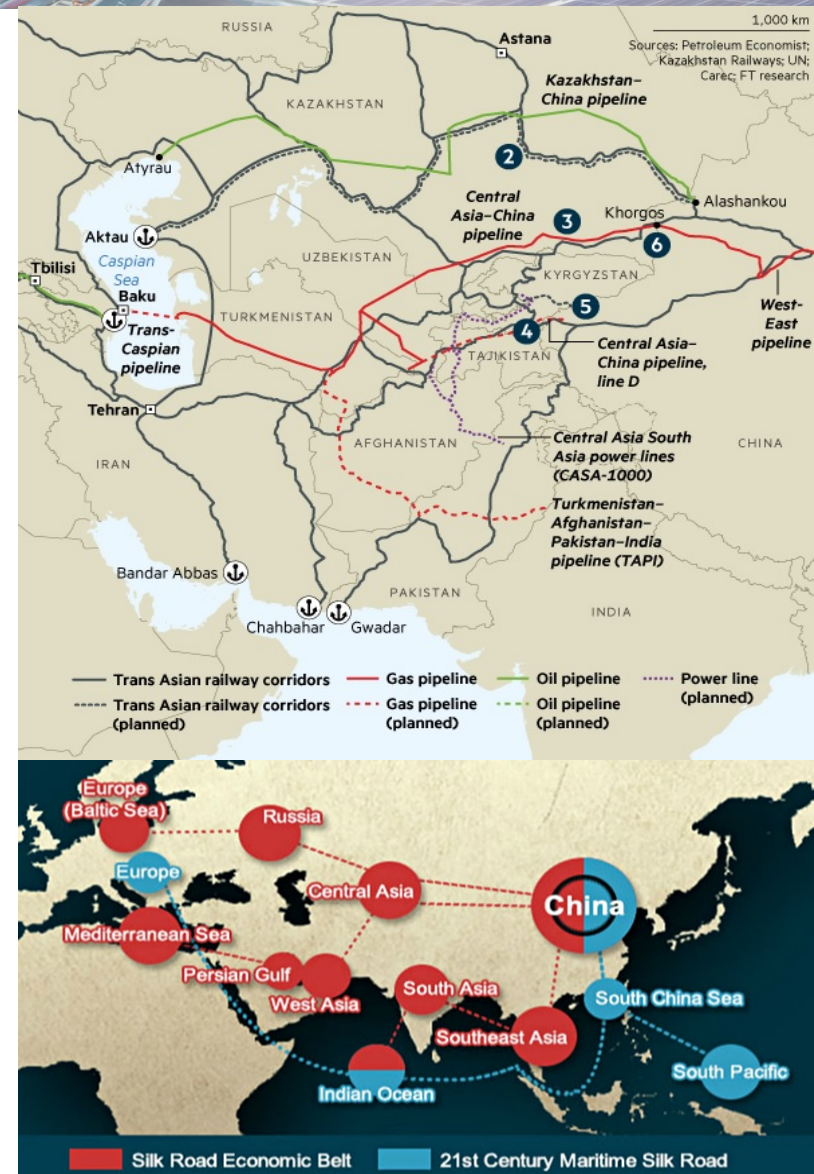 1,000 km
Sources: Petroleum Economist;
Kazakhstan Railways; UN;
Carec; FT research
RUSSIA
Astana
Kazakhstan–
China pipeline
KAZAKHSTAN
Atyrau
2
Alashankou
Central
Asia–China
pipeline
3
Khorgos
6
Aktau
Caspian
Sea
UZBEKISTAN
KYRGYZSTAN
Tbilisi
Baku
Trans-
Caspian
pipeline
TURKMENISTAN
5
4
West-
East
pipeline
TAJIKISTAN
Central Asia–
China pipeline,
line D
Tehran
AFGHANISTAN
Central Asia South
Asia power lines
(CASA-1000)
CHINA
IRAN
Turkmenistan–
Afghanistan–
Pakistan–India
pipeline (TAPI)
Bandar Abbas
PAKISTAN
INDIA
Chahbahar
Gwadar
Trans Asian railway corridors
Gas pipeline
Oil pipeline
Power line
(planned)
Trans Asian railway corridors
(planned)
Gas pipeline
(planned)
Oil pipeline
(planned)
Europe
(Baltic Sea)
Russia
Europe
Central Asia
China
Mediterranean Sea
Persian Gulf
West Asia
South Asia
South China Sea
Southeast Asia
Indian Ocean
South Pacific
Silk Road Economic Belt
21st Century Maritime Silk Road